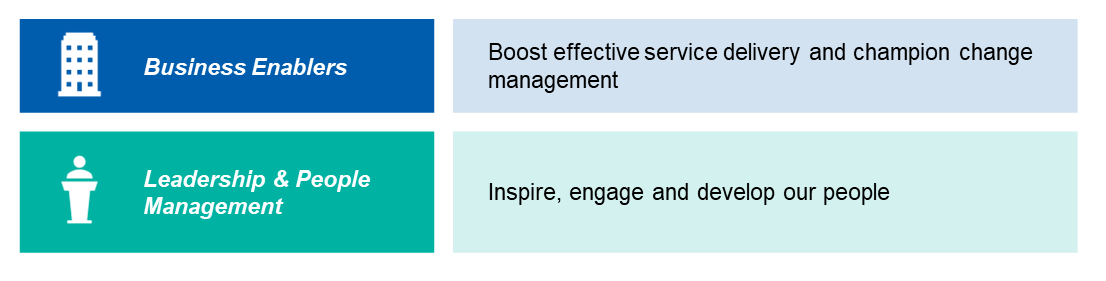 Business Enablers
Boost effective service delivery and champion change
management
Leadership & People
Management
Inspire, engage and develop our people